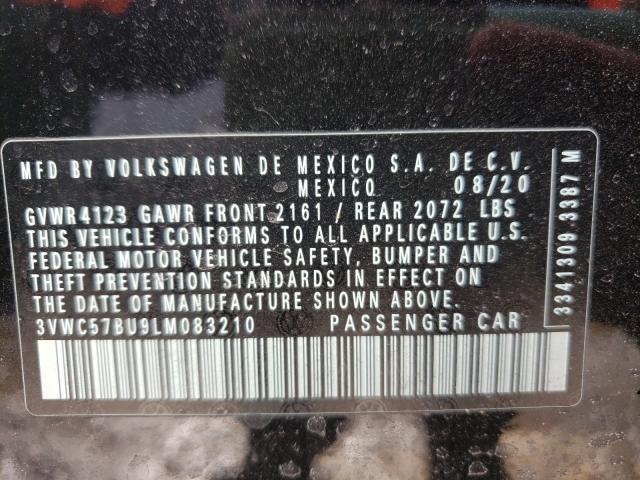 MFD BY VOLKSWAGEN DE MEXICO S.A. DE C.V.
MEXICO 08/20
GVWR4123 GAWR FRONT 2161 / REAR 2072 LBS
THIS VEHICLE CONFORMS TO ALL APPLICABLE U.S.
FEDERAL MOTOR VEHICLE SAFETY, BUMPER AND
THEFT PREVENTION STANDARDS IN EFFECT ON
THE DATE OF MANUFACTURE SHOWN ABOVE.
3VWC57BU9LM083210 PASSENGER CAR
3341309 3387 M